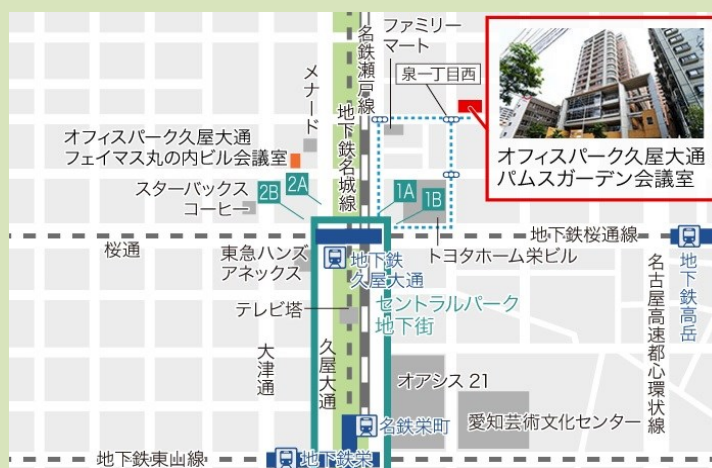 ファミリー
マート
名鉄瀬戸線
泉一丁目西
メナード
地下鉄名城線
オフィスパーク久屋大通
フェイマス丸の内ビル会議室
オフィスパーク久屋大通
パムスガーデン会議室
スターバックス
コーヒー
2B
2A
1A
1B
桜通
地下鉄桜通線
東急ハンズ
アネックス
地下鉄
久屋大通
トヨタホーム栄ビル
地下鉄高岳
名古屋高速都心環状線
テレビ塔
セントラルパーク
地下街
大津通
久屋大通
オアシス 21
名鉄栄町
愛知芸術文化センター
地下鉄東山線
地下鉄栄